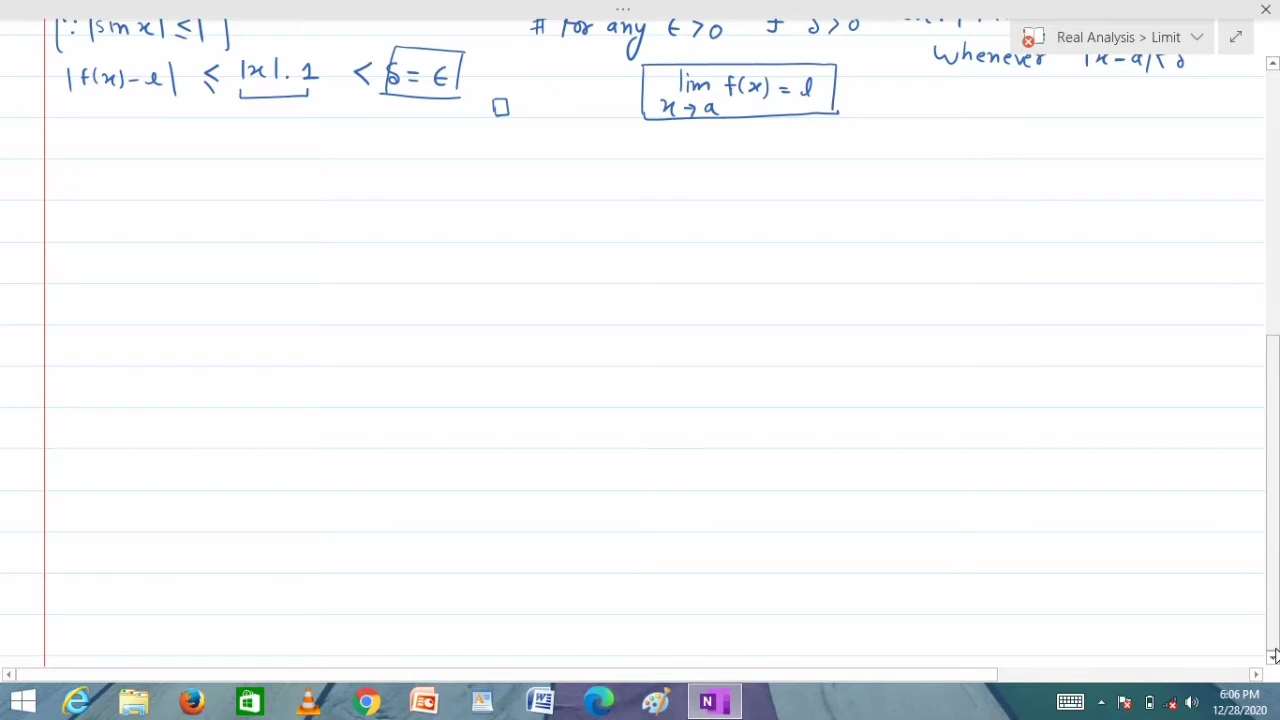 [∵ |sin x| ≤ 1]
|f(x) - l| ≤ |x| . 1 < δ = ϵ
□
# For any ϵ > 0 ∃ δ > 0
whenever |x - a| < δ
lim f(x) = l
x → a
Real Analysis > Limit
6:06 PM
12/28/2020